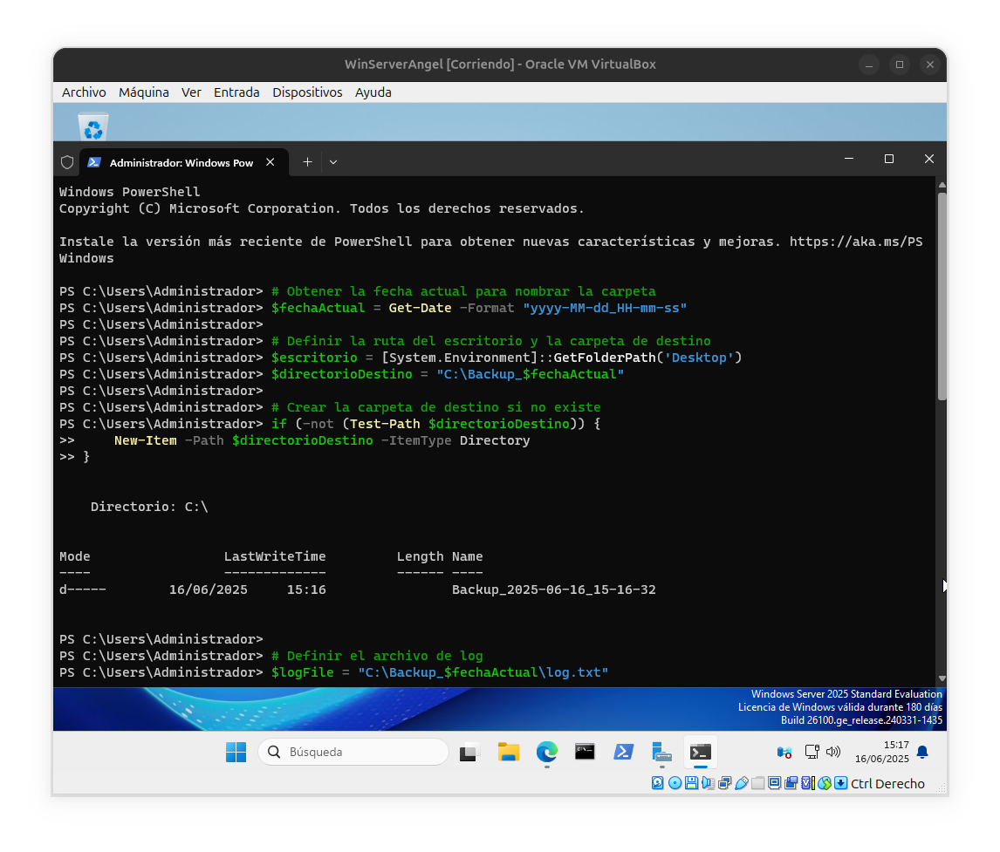 WinServerAngel [Corriendo] - Oracle VM VirtualBox
Archivo Máquina Ver Entrada Dispositivos Ayuda
Administrador: Windows Pow
Windows PowerShell
Copyright (C) Microsoft Corporation. Todos los derechos reservados.
Instale la versión más reciente de PowerShell para obtener nuevas características y mejoras. https://aka.ms/PS
Windows
PS C:\Users\Administrador> # Obtener la fecha actual para nombrar la carpeta
PS C:\Users\Administrador> $fechaActual = Get-Date -Format "yyyy-MM-dd_HH-mm-ss"
PS C:\Users\Administrador>
PS C:\Users\Administrador> # Definir la ruta del escritorio y la carpeta de destino
PS C:\Users\Administrador> $escritorio = [System.Environment]::GetFolderPath('Desktop')
PS C:\Users\Administrador> $directorioDestino = "C:\Backup_$fechaActual"
PS C:\Users\Administrador>
PS C:\Users\Administrador> # Crear la carpeta de destino si no existe
PS C:\Users\Administrador> if (-not (Test-Path $directorioDestino)) {
>>     New-Item -Path $directorioDestino -ItemType Directory
>> }
Directorio: C:\
Mode                 LastWriteTime         Length Name
----                 -------------         ------ ----
d-----        16/06/2025     15:16                Backup_2025-06-16_15-16-32
PS C:\Users\Administrador>
PS C:\Users\Administrador> # Definir el archivo de log
PS C:\Users\Administrador> $logFile = "C:\Backup_$fechaActual\log.txt"
Windows Server 2025 Standard Evaluation
Licencia de Windows válida durante 180 días
Build 26100.ge_release.240331-1435
Búsqueda
15:17
16/06/2025
Ctrl Derecho